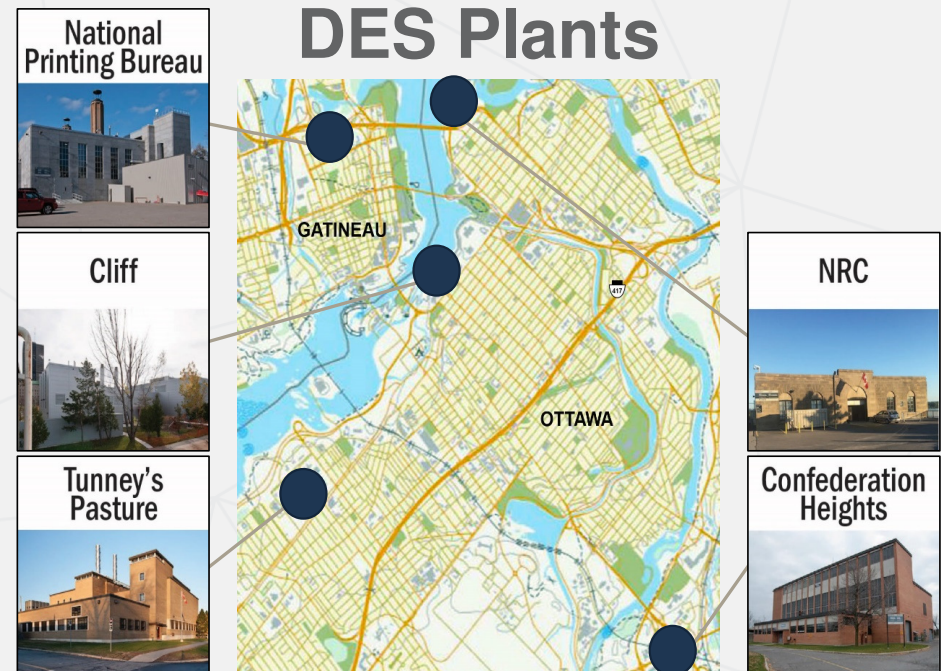 DES Plants
National
Printing Bureau
Cliff
Tunney's
Pasture
GATINEAU
417
OTTAWA
NRC
Confederation
Heights